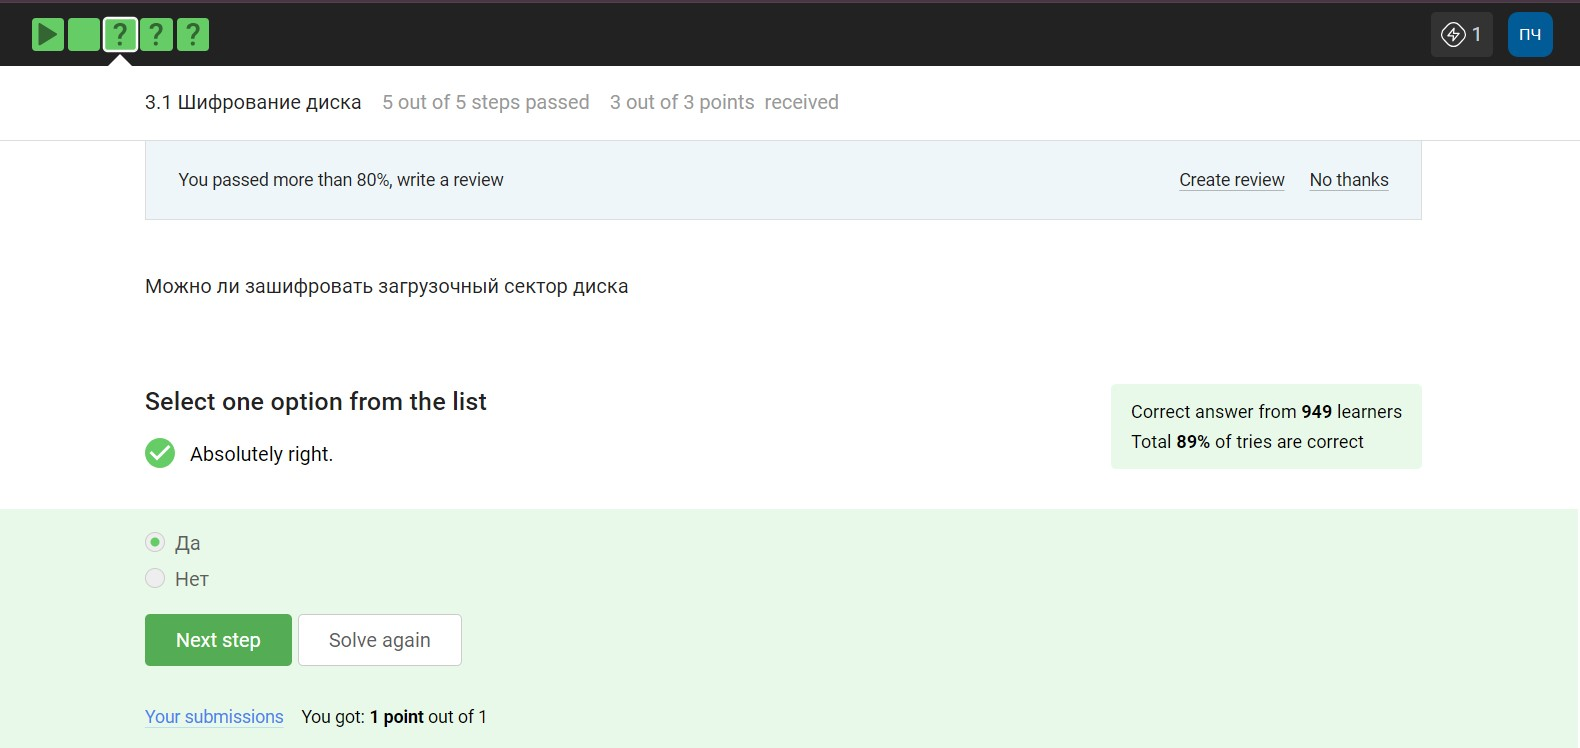 ? ? ?
1
ПЧ
3.1 Шифрование диска 5 out of 5 steps passed 3 out of 3 points received
You passed more than 80%, write a review Create review No thanks
Можно ли зашифровать загрузочный сектор диска
Select one option from the list
Correct answer from 949 learners
Total 89% of tries are correct
Absolutely right.
Да
Нет
Next step Solve again
Your submissions You got: 1 point out of 1